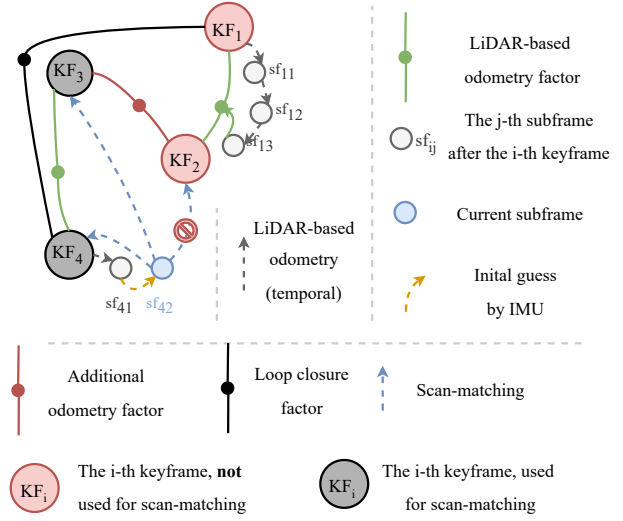 KF1
KF3
sf11
sf12
sf13
KF2
KF4
sf41
sf42
LiDAR-based
odometry
(temporal)
LiDAR-based
odometry factor
sfij
The j-th subframe
after the i-th keyframe
Current subframe
Inital guess
by IMU
Additional
odometry factor
Loop closure
factor
Scan-matching
KFi
The i-th keyframe, not
used for scan-matching
KFi
The i-th keyframe, used
for scan-matching